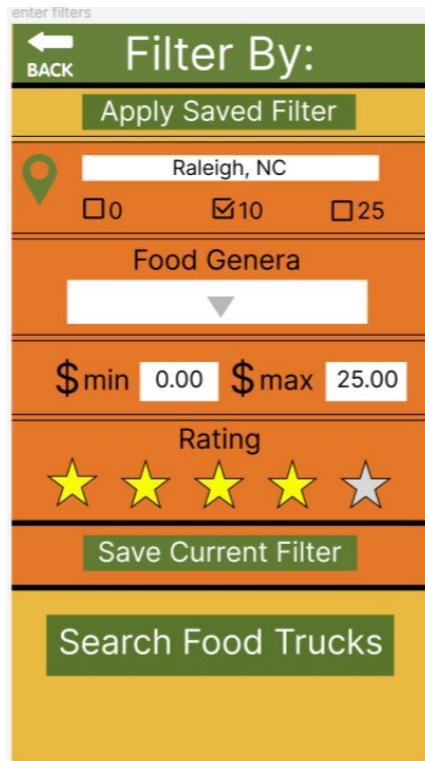 enter filters
BACK
Filter By:
Apply Saved Filter
Raleigh, NC
0 10 25
Food Genera
$ min 0.00 $ max 25.00
Rating
Save Current Filter
Search Food Trucks